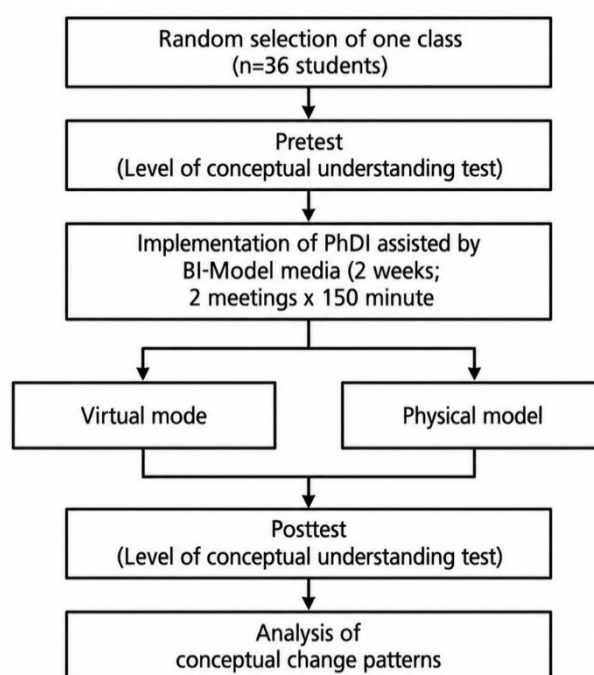 Random selection of one class
(n=36 students)
Pretest
(Level of conceptual understanding test)
Implementation of PhDI assisted by
BI-Model media (2 weeks;
2 meetings x 150 minute
Virtual mode
Physical model
Posttest
(Level of conceptual understanding test)
Analysis of
conceptual change patterns